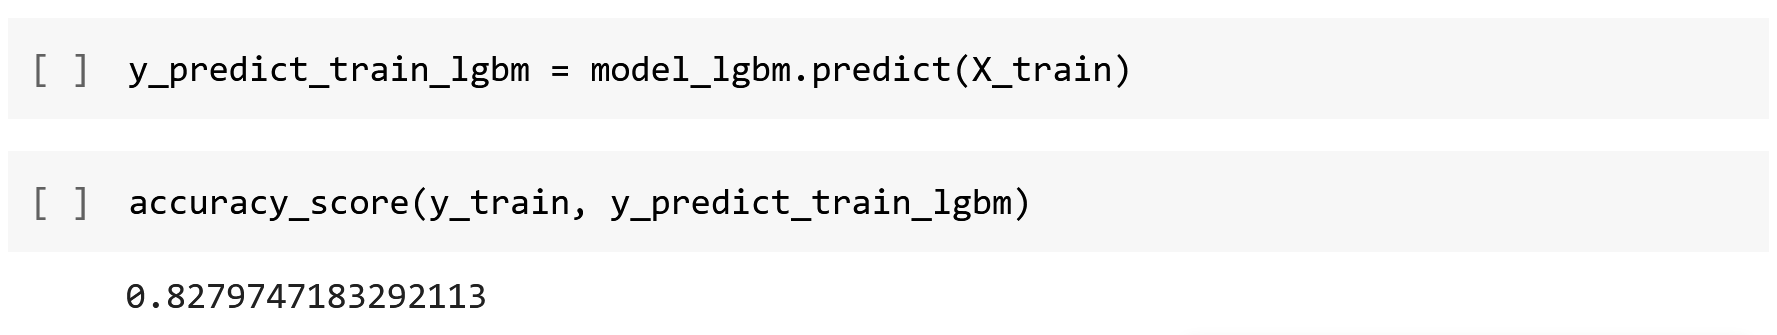 [ ] y_predict_train_lgbm = model_lgbm.predict(X_train)
[ ] accuracy_score(y_train, y_predict_train_lgbm)
0.8279747183292113